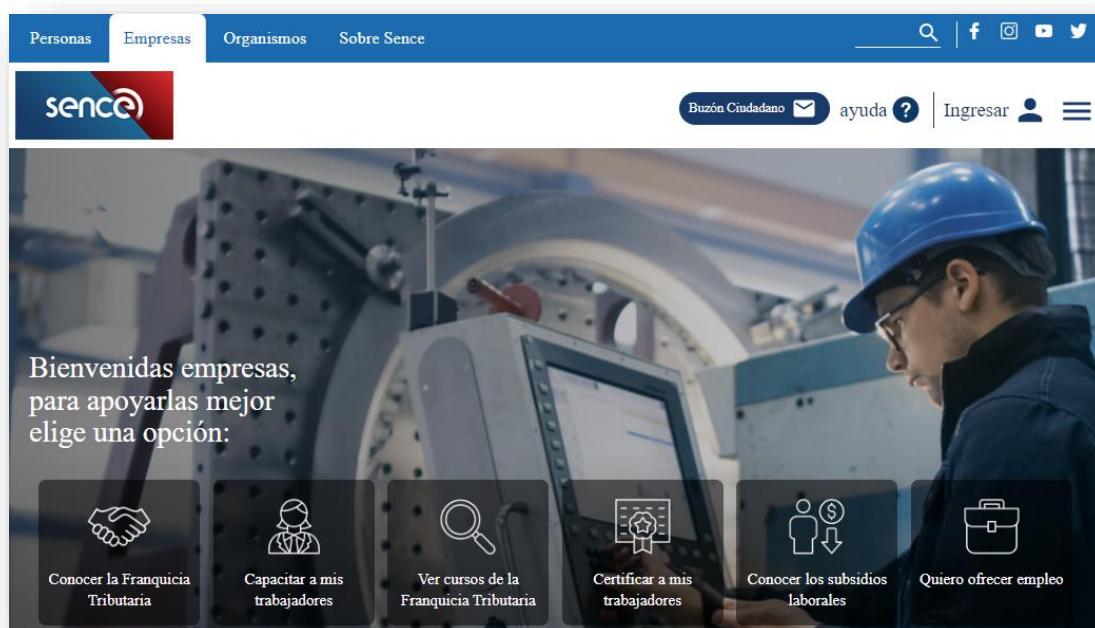 Personas Empresas Organismos Sobre Sence
sence
Buzón Ciudadano ayuda ? Ingresar
Bienvenidas empresas,
para apoyarlas mejor
elige una opción:
Conocer la Franquicia
Tributaria
Capacitar a mis
trabajadores
Ver cursos de la
Franquicia Tributaria
Certificar a mis
trabajadores
Conocer los subsidios
laborales
Quiero ofrecer empleo